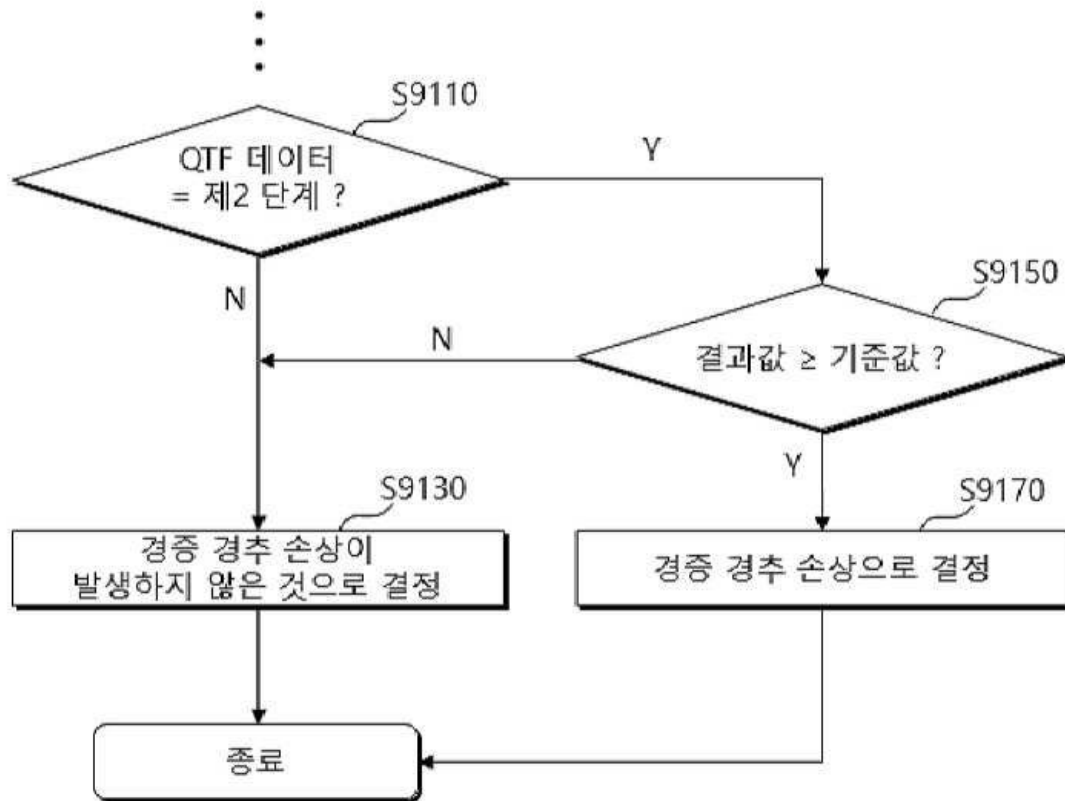 S9110
QTF 데이터
= 제2 단계 ?
Y
N
S9150
결과값 ≥ 기준값 ?
N
Y
S9130
경증 경추 손상이
발생하지 않은 것으로 결정
S9170
경증 경추 손상으로 결정
종료